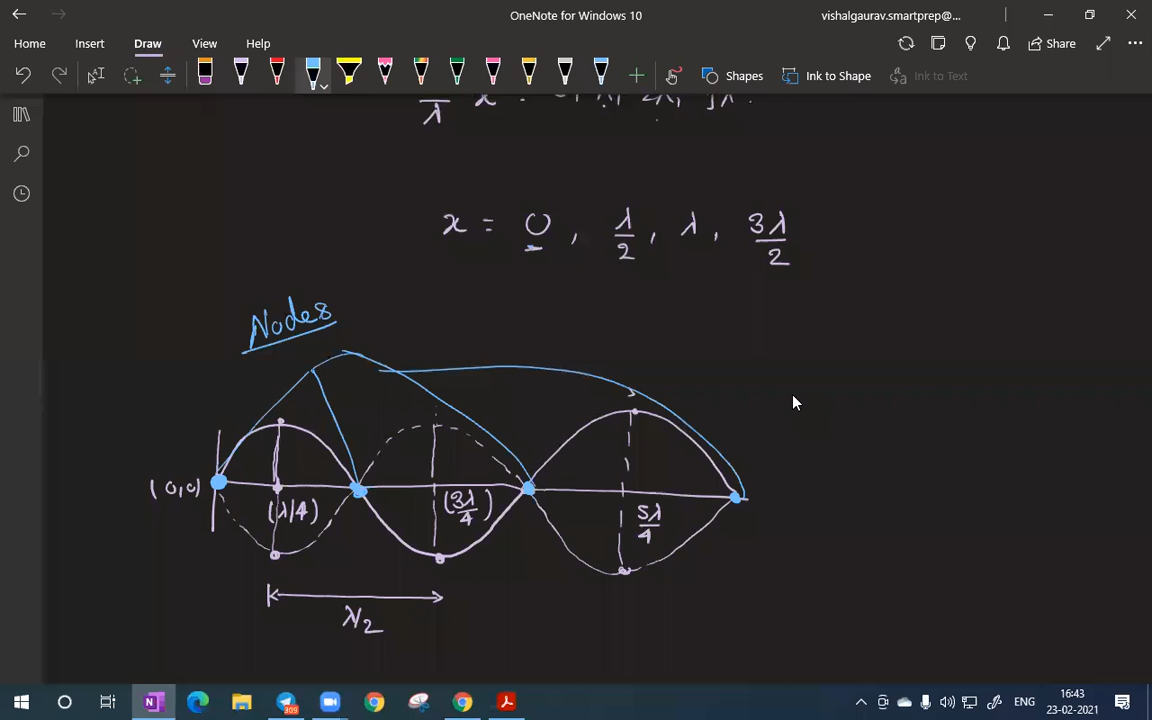 OneNote for Windows 10
vishalgaurav.smartprep@...
Home Insert Draw View Help
Share
Shapes
Ink to Shape
Ink to Text
λ x =
x = 0, λ/2, λ, 3λ/2
Nodes
(0,0) (λ/4) (3λ/4) 5λ/4
λ/2
309
ENG
16:43
23-02-2021